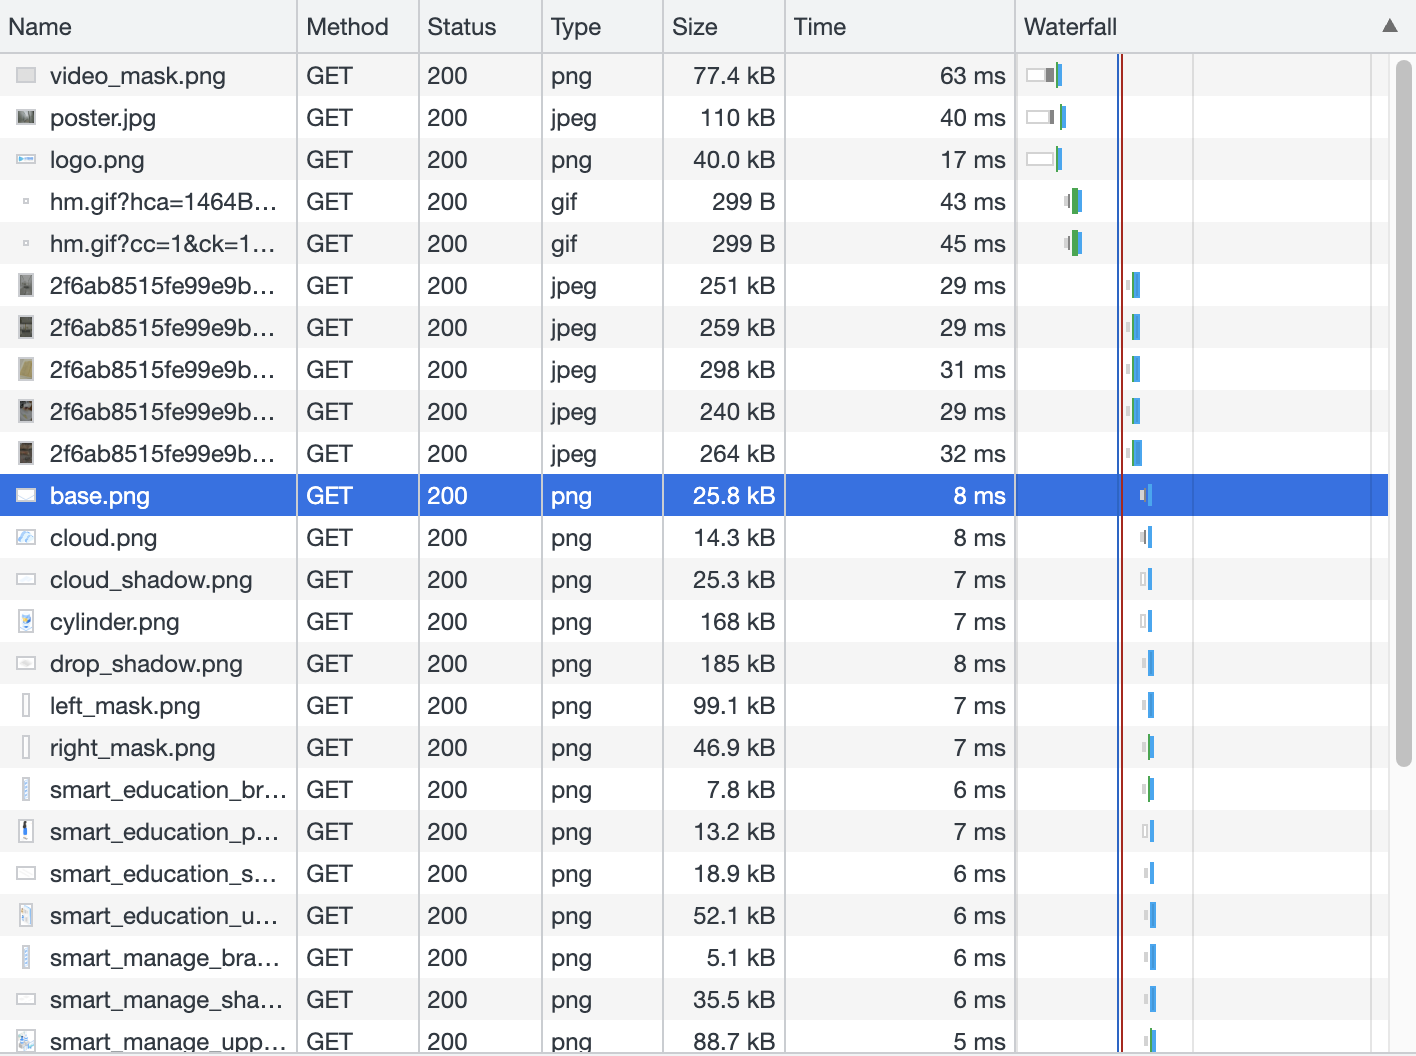 Name Method Status Type Size Time Waterfall
video_mask.png GET 200 png 77.4 kB 63 ms
poster.jpg GET 200 jpeg 110 kB 40 ms
logo.png GET 200 png 40.0 kB 17 ms
hm.gif?hca=1464B... GET 200 gif 299 B 43 ms
hm.gif?cc=1&ck=1... GET 200 gif 299 B 45 ms
2f6ab8515fe99e9b... GET 200 jpeg 251 kB 29 ms
2f6ab8515fe99e9b... GET 200 jpeg 259 kB 29 ms
2f6ab8515fe99e9b... GET 200 jpeg 298 kB 31 ms
2f6ab8515fe99e9b... GET 200 jpeg 240 kB 29 ms
2f6ab8515fe99e9b... GET 200 jpeg 264 kB 32 ms
base.png GET 200 png 25.8 kB 8 ms
cloud.png GET 200 png 14.3 kB 8 ms
cloud_shadow.png GET 200 png 25.3 kB 7 ms
cylinder.png GET 200 png 168 kB 7 ms
drop_shadow.png GET 200 png 185 kB 8 ms
left_mask.png GET 200 png 99.1 kB 7 ms
right_mask.png GET 200 png 46.9 kB 7 ms
smart_education_br... GET 200 png 7.8 kB 6 ms
smart_education_p... GET 200 png 13.2 kB 7 ms
smart_education_s... GET 200 png 18.9 kB 6 ms
smart_education_u... GET 200 png 52.1 kB 6 ms
smart_manage_bra... GET 200 png 5.1 kB 6 ms
smart_manage_sha... GET 200 png 35.5 kB 6 ms
smart_manage_upp... GET 200 png 88.7 kB 5 ms